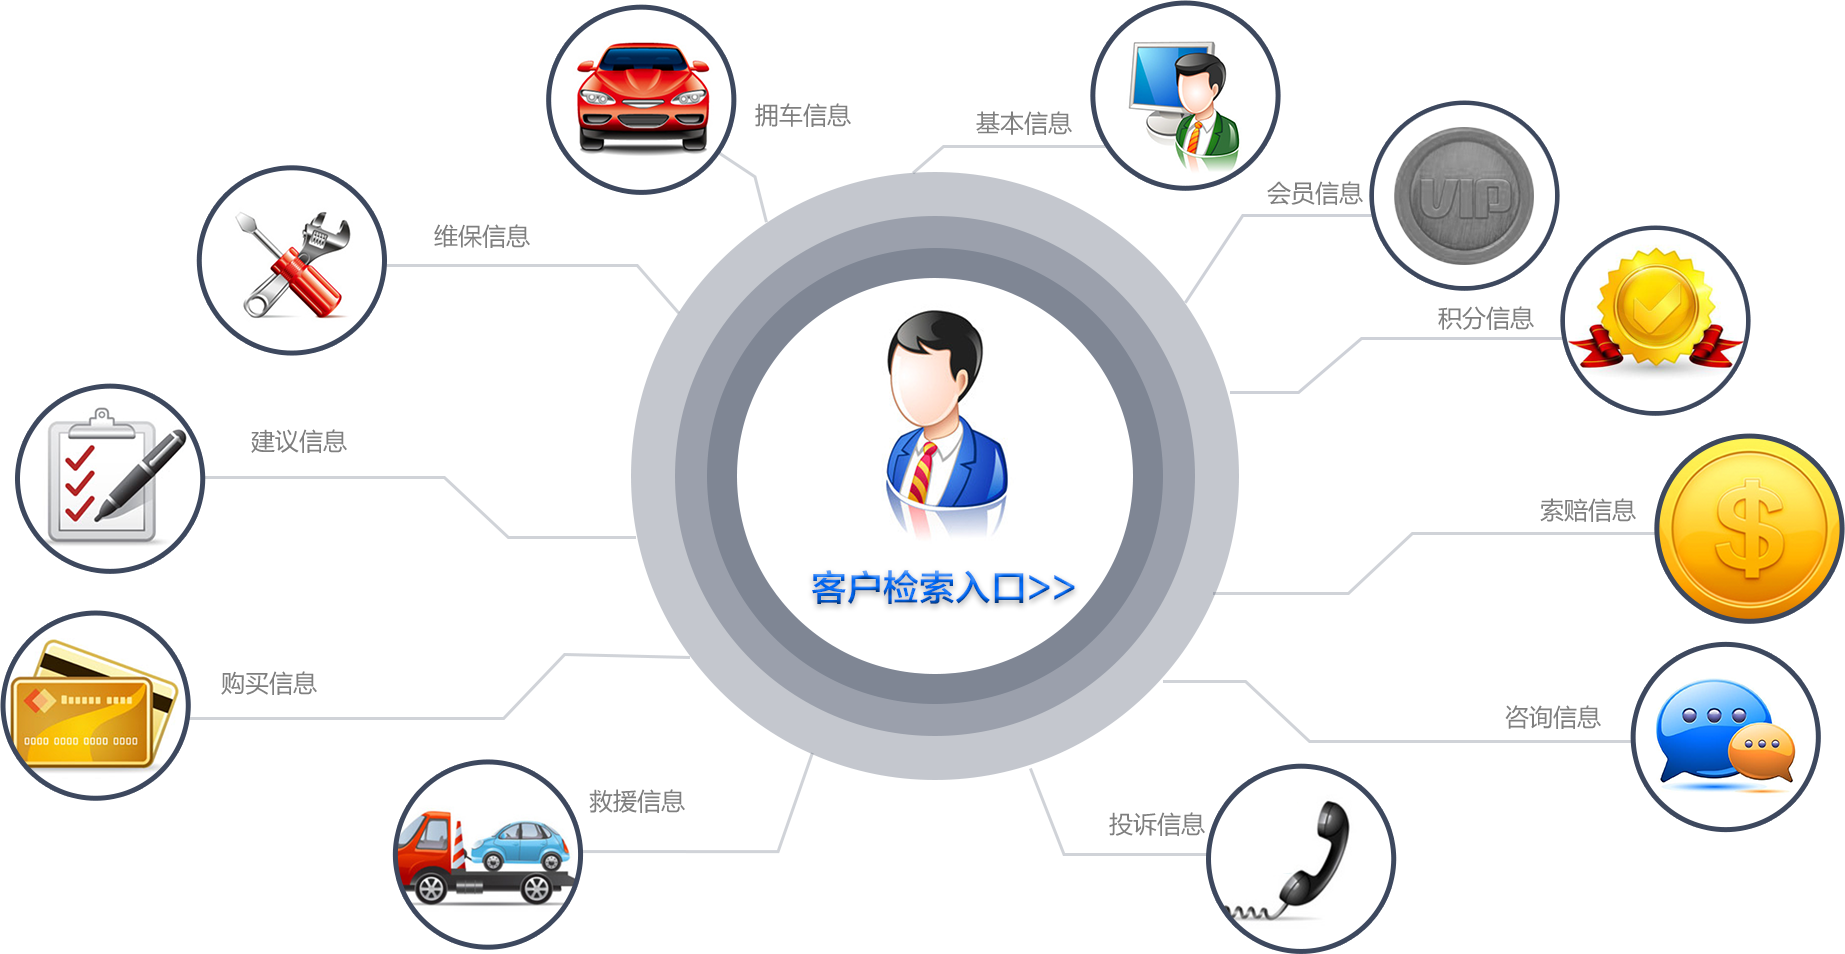 拥车信息
基本信息
会员信息
VIP
维保信息
积分信息
建议信息
$
索赔信息
客户检索入口>>
购买信息
0000 0000 0000 0000
咨询信息
救援信息
投诉信息